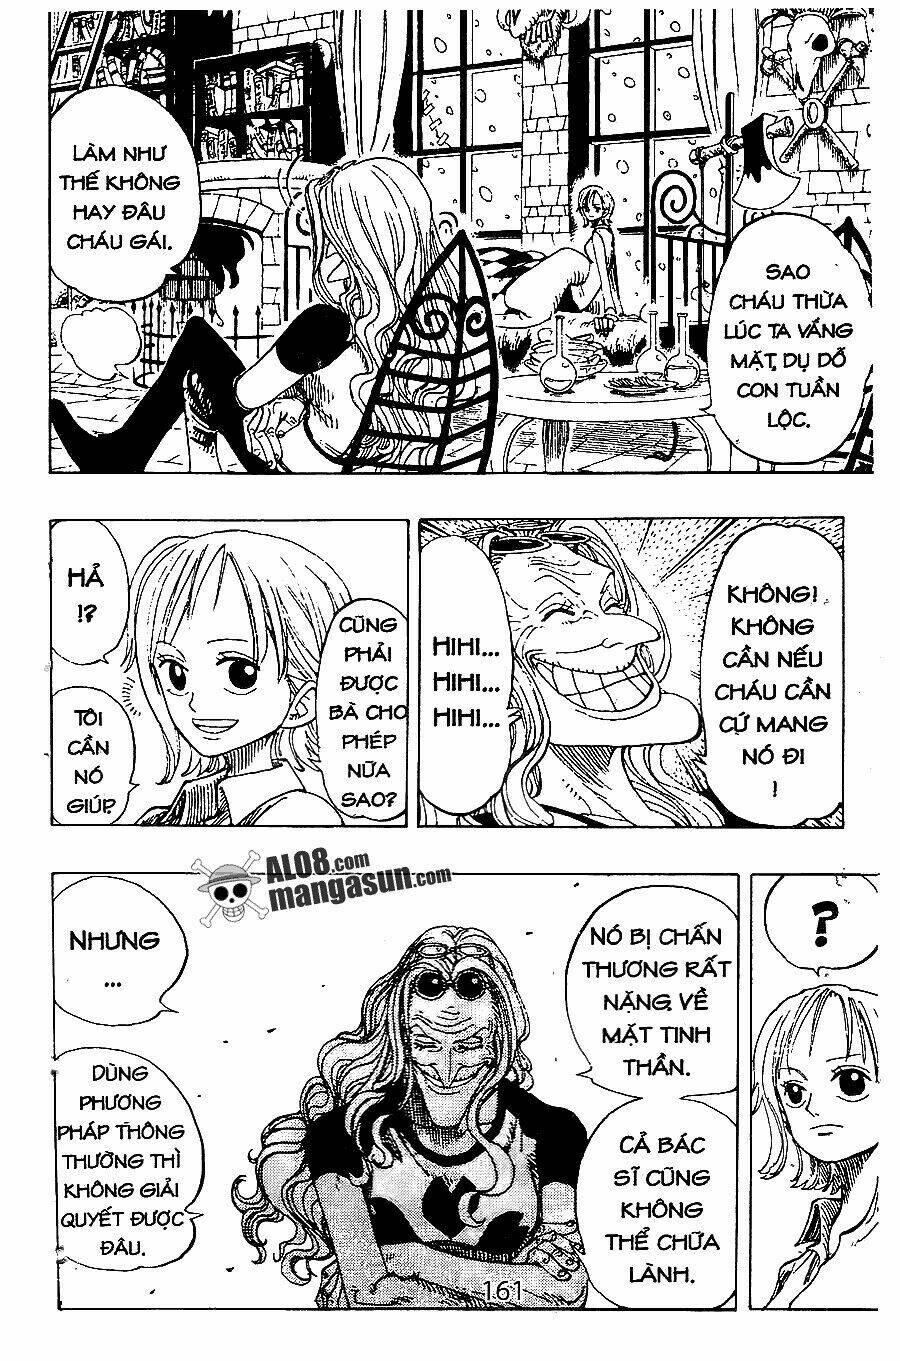 SAO
CHÁU THỪA
LÚC TA VẮNG
MẶT, DỤ DỖ
CON TUẦN
LỘC.
LÀM NHƯ
THẾ KHÔNG
HAY ĐÂU
CHÁU GÁI.
KHÔNG!
KHÔNG
CẦN NẾU
CHÁU CẦN
CỨ MANG
NÓ ĐI
!
HIHI...
HIHI...
HIHI...
CŨNG
PHẢI
ĐƯỢC
BÀ CHO
PHÉP
NỮA
SAO?
HẢ
!?
TÔI
CẦN
NÓ
GIÚP.
?
NÓ BỊ CHẤN
THƯƠNG RẤT
NẶNG VỀ
MẶT TINH
THẦN.
CẢ BÁC
SĨ CŨNG
KHÔNG
THỂ CHỮA
LÀNH.
NHƯNG
...
DÙNG
PHƯƠNG
PHÁP THÔNG
THƯỜNG THÌ
KHÔNG GIẢI
QUYẾT ĐƯỢC
ĐÂU.
AL08.com
mangasun.com
161